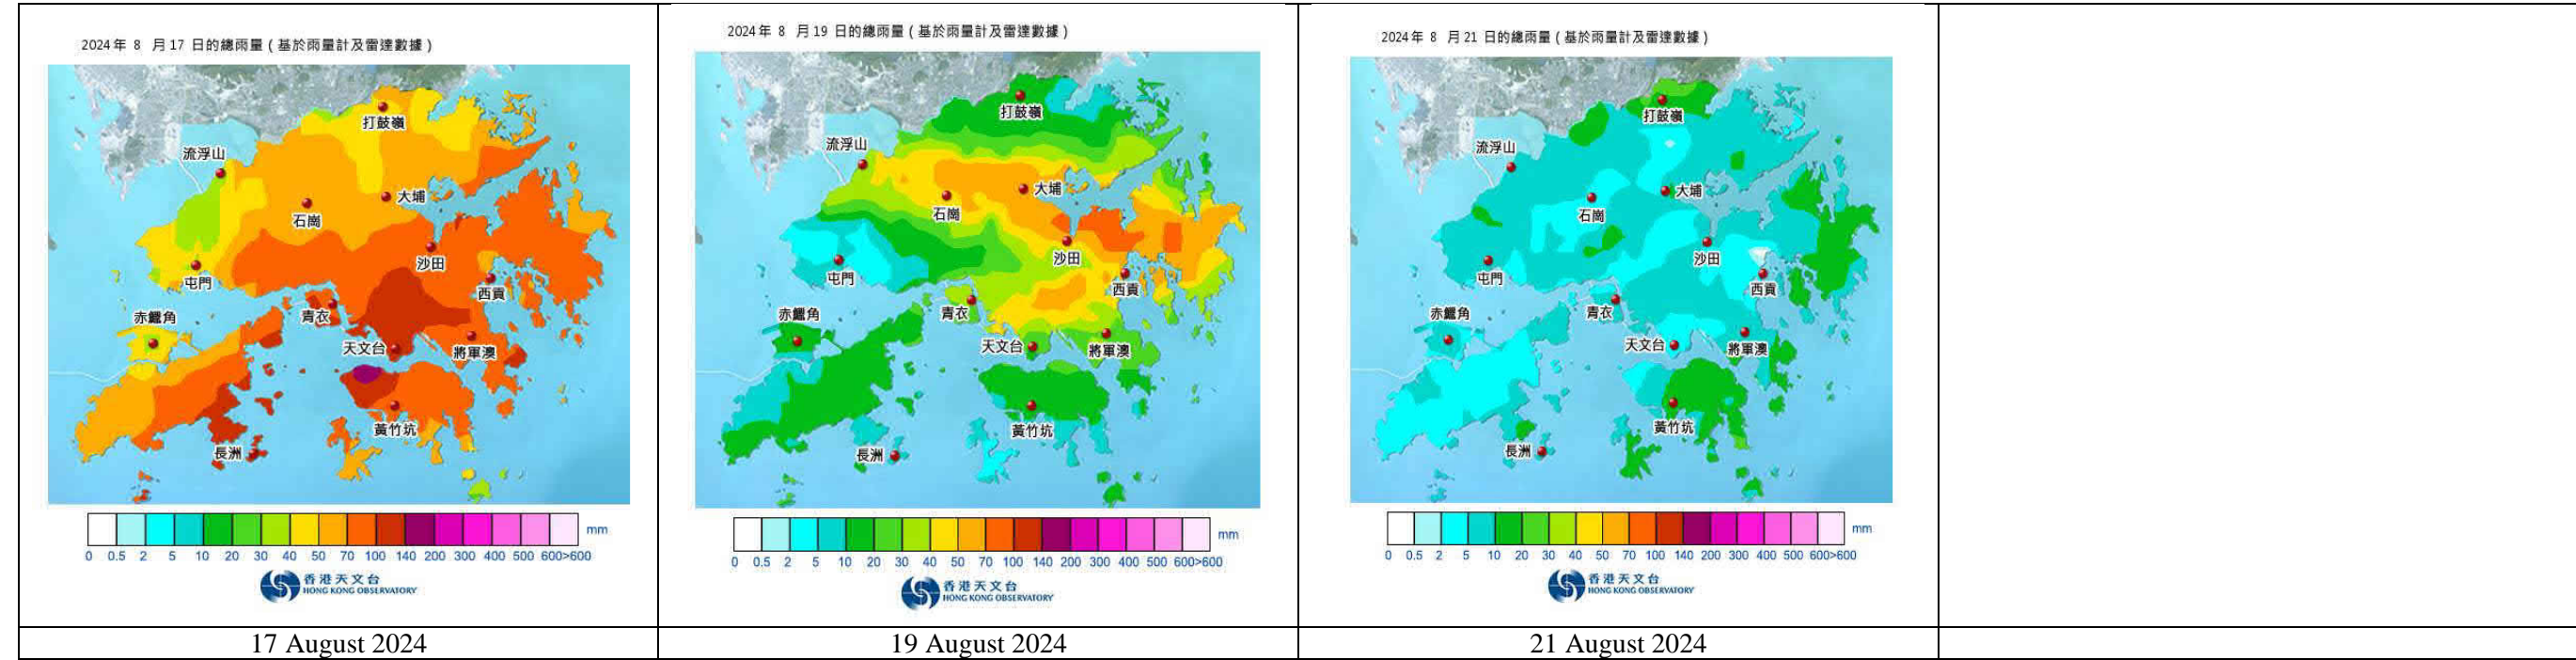 2024年 8 月17 日的總雨量 ( 基於雨量計及雷達數據 )
打鼓嶺
流浮山
大埔
石崗
沙田
屯門
西貢
青衣
赤鱲角
天文台
將軍澳
黃竹坑
長洲
mm
0 0.5 2 5 10 20 30 40 50 70 100 140 200 300 400 500 600>600
香港天文台
HONG KONG OBSERVATORY
17 August 2024
2024年 8 月19 日的總雨量 ( 基於雨量計及雷達數據 )
打鼓嶺
流浮山
大埔
石崗
沙田
屯門
西貢
青衣
赤鱲角
天文台
將軍澳
黃竹坑
長洲
mm
0 0.5 2 5 10 20 30 40 50 70 100 140 200 300 400 500 600>600
香港天文台
HONG KONG OBSERVATORY
19 August 2024
2024年 8 月21 日的總雨量 ( 基於雨量計及雷達數據 )
打鼓嶺
流浮山
大埔
石崗
沙田
屯門
西貢
青衣
赤鱲角
天文台
將軍澳
黃竹坑
長洲
mm
0 0.5 2 5 10 20 30 40 50 70 100 140 200 300 400 500 600>600
香港天文台
HONG KONG OBSERVATORY
21 August 2024